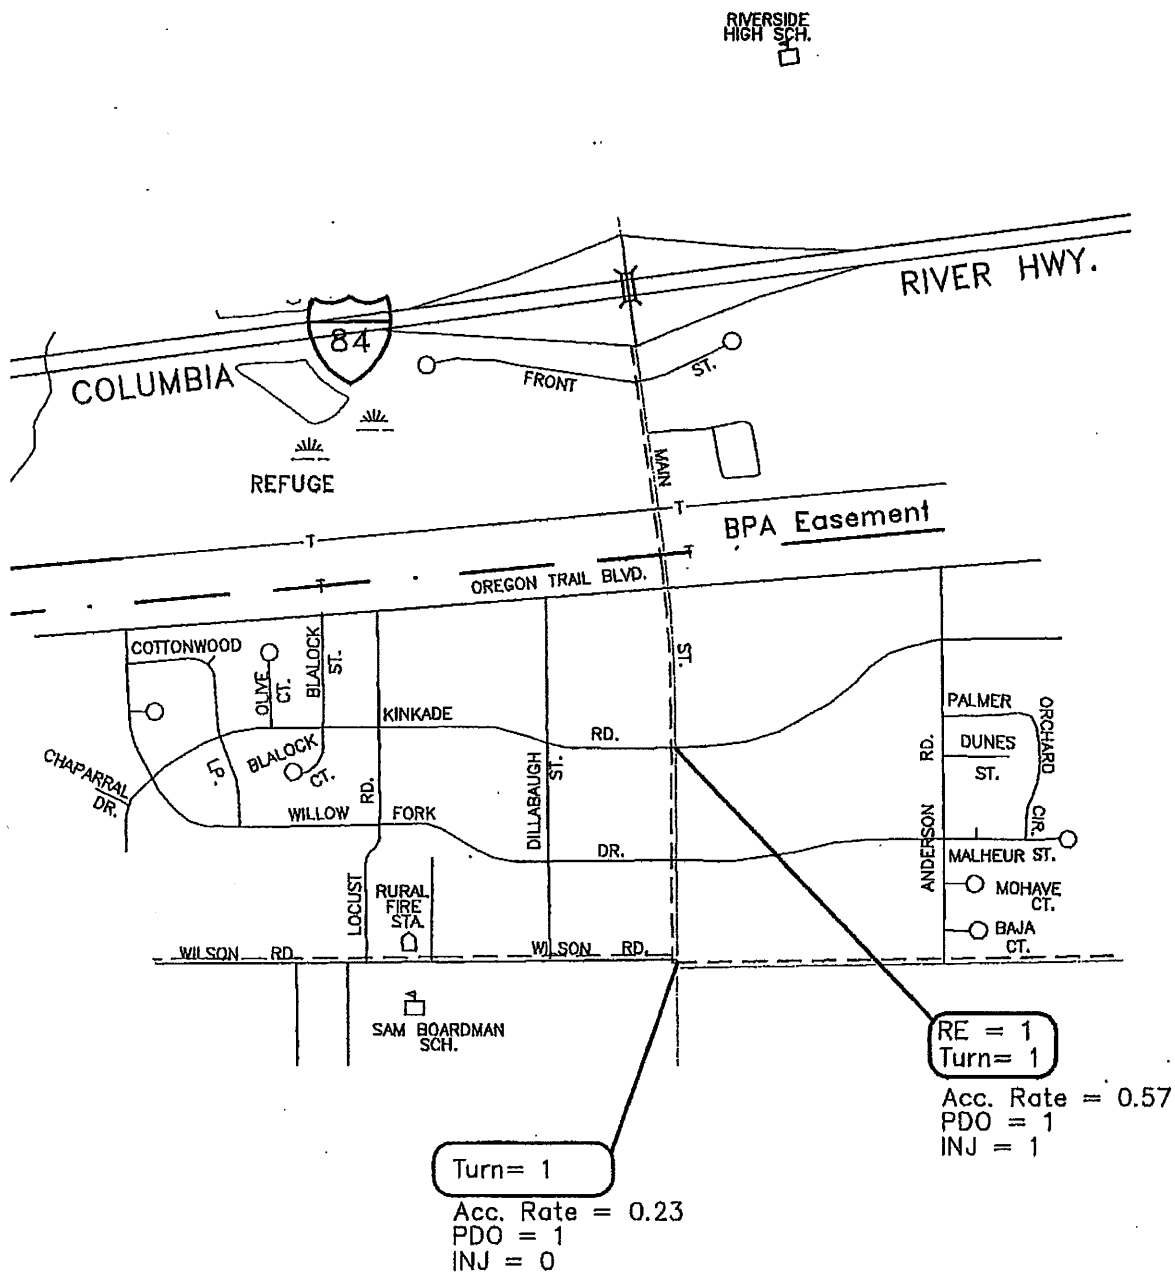 RIVERSIDE
HIGH SCH.
RIVER HWY.
84
COLUMBIA
FRONT
ST.
MAIN
REFUGE
T
T
BPA Easement
T
T
OREGON TRAIL BLVD.
COTTONWOOD
OLIVE
CT.
BLALOCK
ST.
ST.
KINKADE
RD.
PALMER
ORCHARD
CIR.
DUNES
ST.
CHAPARRAL
DR.
LP.
BLALOCK
CT.
RD.
DILLABAUGH
ST.
RD.
WILLOW FORK
DR.
ANDERSON
MALHEUR ST.
MOHAVE
CT.
LOCUST
RURAL
FIRE
STA.
BAJA
CT.
WILSON RD.
WILSON RD.
SAM BOARDMAN
SCH.
RE = 1
Turn= 1
Acc. Rate = 0.57
PDO = 1
INJ = 1
Turn= 1
Acc. Rate = 0.23
PDO = 1
INJ = 0